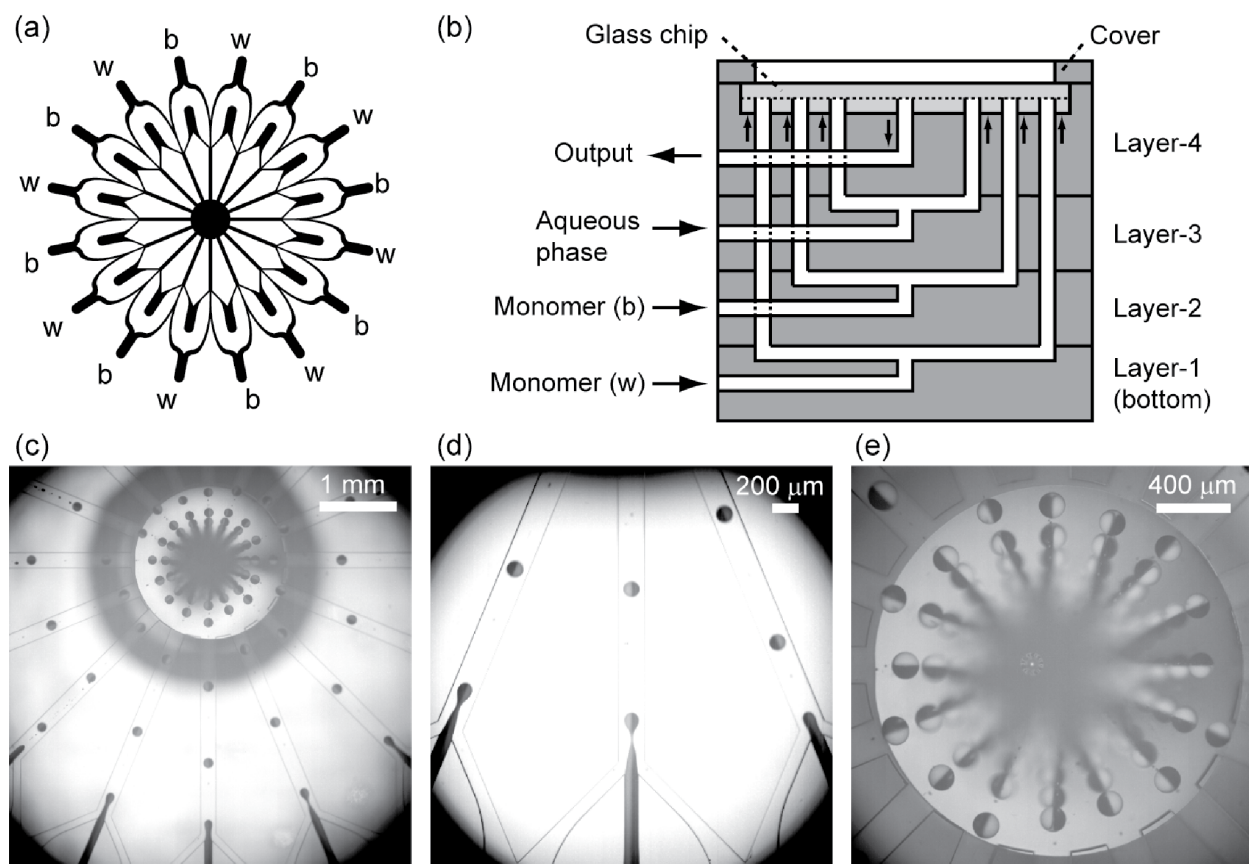 (a)
b
w
w
b
b
w
w
b
b
w
w
b
b
w
w
b
(b)
Glass chip
Cover
Output
Aqueous
phase
Monomer (b)
Monomer (w)
Layer-4
Layer-3
Layer-2
Layer-1
(bottom)
(c)
1 mm
(d)
200 μm
(e)
400 μm